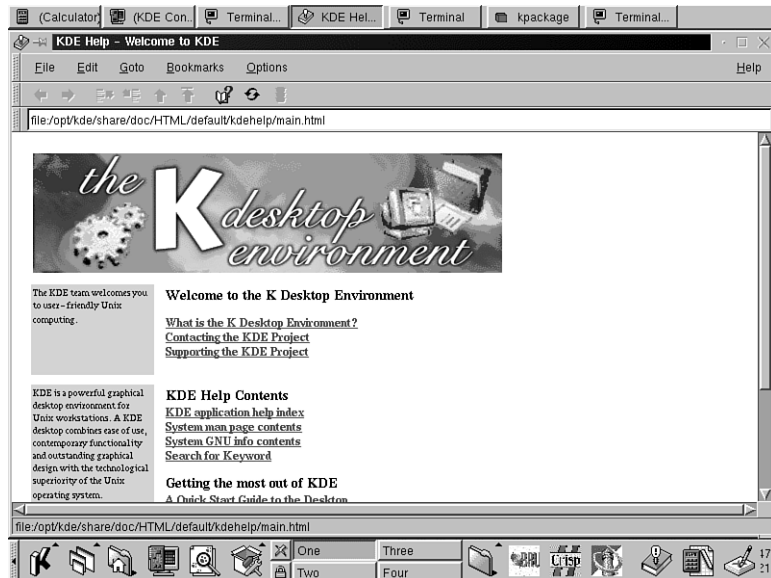 (Calculator)
(KDE Con..
Terminal...
KDE Hel...
Terminal
kpackage
Terminal...
KDE Help - Welcome to KDE
File Edit Goto Bookmarks Options Help
file:/opt/kde/share/doc/HTML/default/kdehelp/main.html
the K desktop environment
The KDE team welcomes you
to user-friendly Unix
computing.
Welcome to the K Desktop Environment
What is the K Desktop Environment?
Contacting the KDE Project
Supporting the KDE Project
KDE is a powerful graphical
desktop environment for
Unix workstations. A KDE
desktop combines ease of use,
contemporary functionality
and outstanding graphical
design with the technological
superiority of the Unix
operating system.
KDE Help Contents
KDE application help index
System man page contents
System GNU info contents
Search for Keyword
Getting the most out of KDE
A Quick Start Guide to the Desktop
file:/opt/kde/share/doc/HTML/default/kdehelp/main.html
One Three
Two Four
Crisp